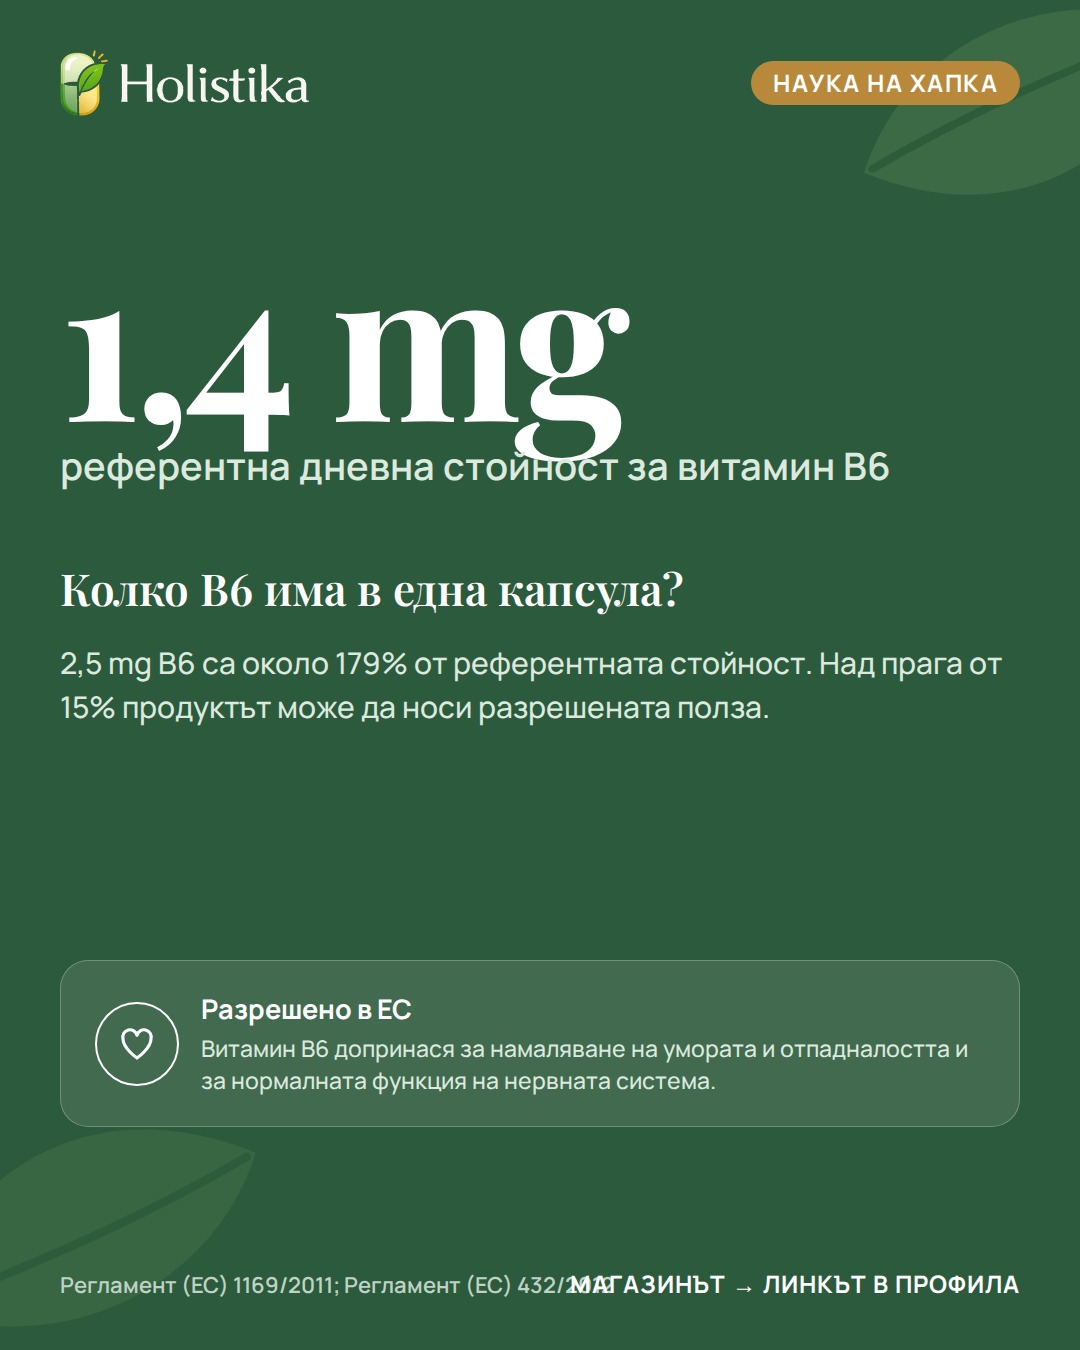 Holistika
НАУКА НА ХАПКА
1,4 mg
референтна дневна стойност за витамин B6
Колко B6 има в една капсула?
2,5 mg B6 са около 179% от референтната стойност. Над прага от
15% продуктът може да носи разрешената полза.
Разрешено в ЕС
Витамин B6 допринася за намаляване на умората и отпадналостта и
за нормалната функция на нервната система.
Регламент (ЕС) 1169/2011; Регламент (ЕС) 432/2012
МАГАЗИНЪТ → ЛИНКЪТ В ПРОФИЛА